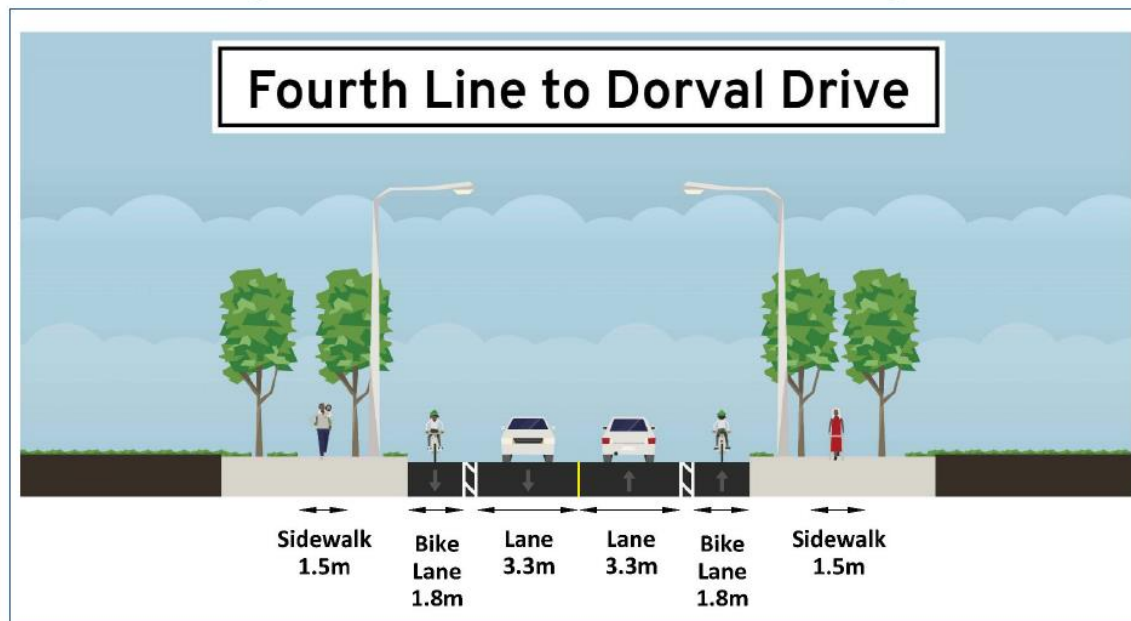 Fourth Line to Dorval Drive
Sidewalk
1.5m
Bike
Lane
1.8m
Lane
3.3m
Lane
3.3m
Bike
Lane
1.8m
Sidewalk
1.5m